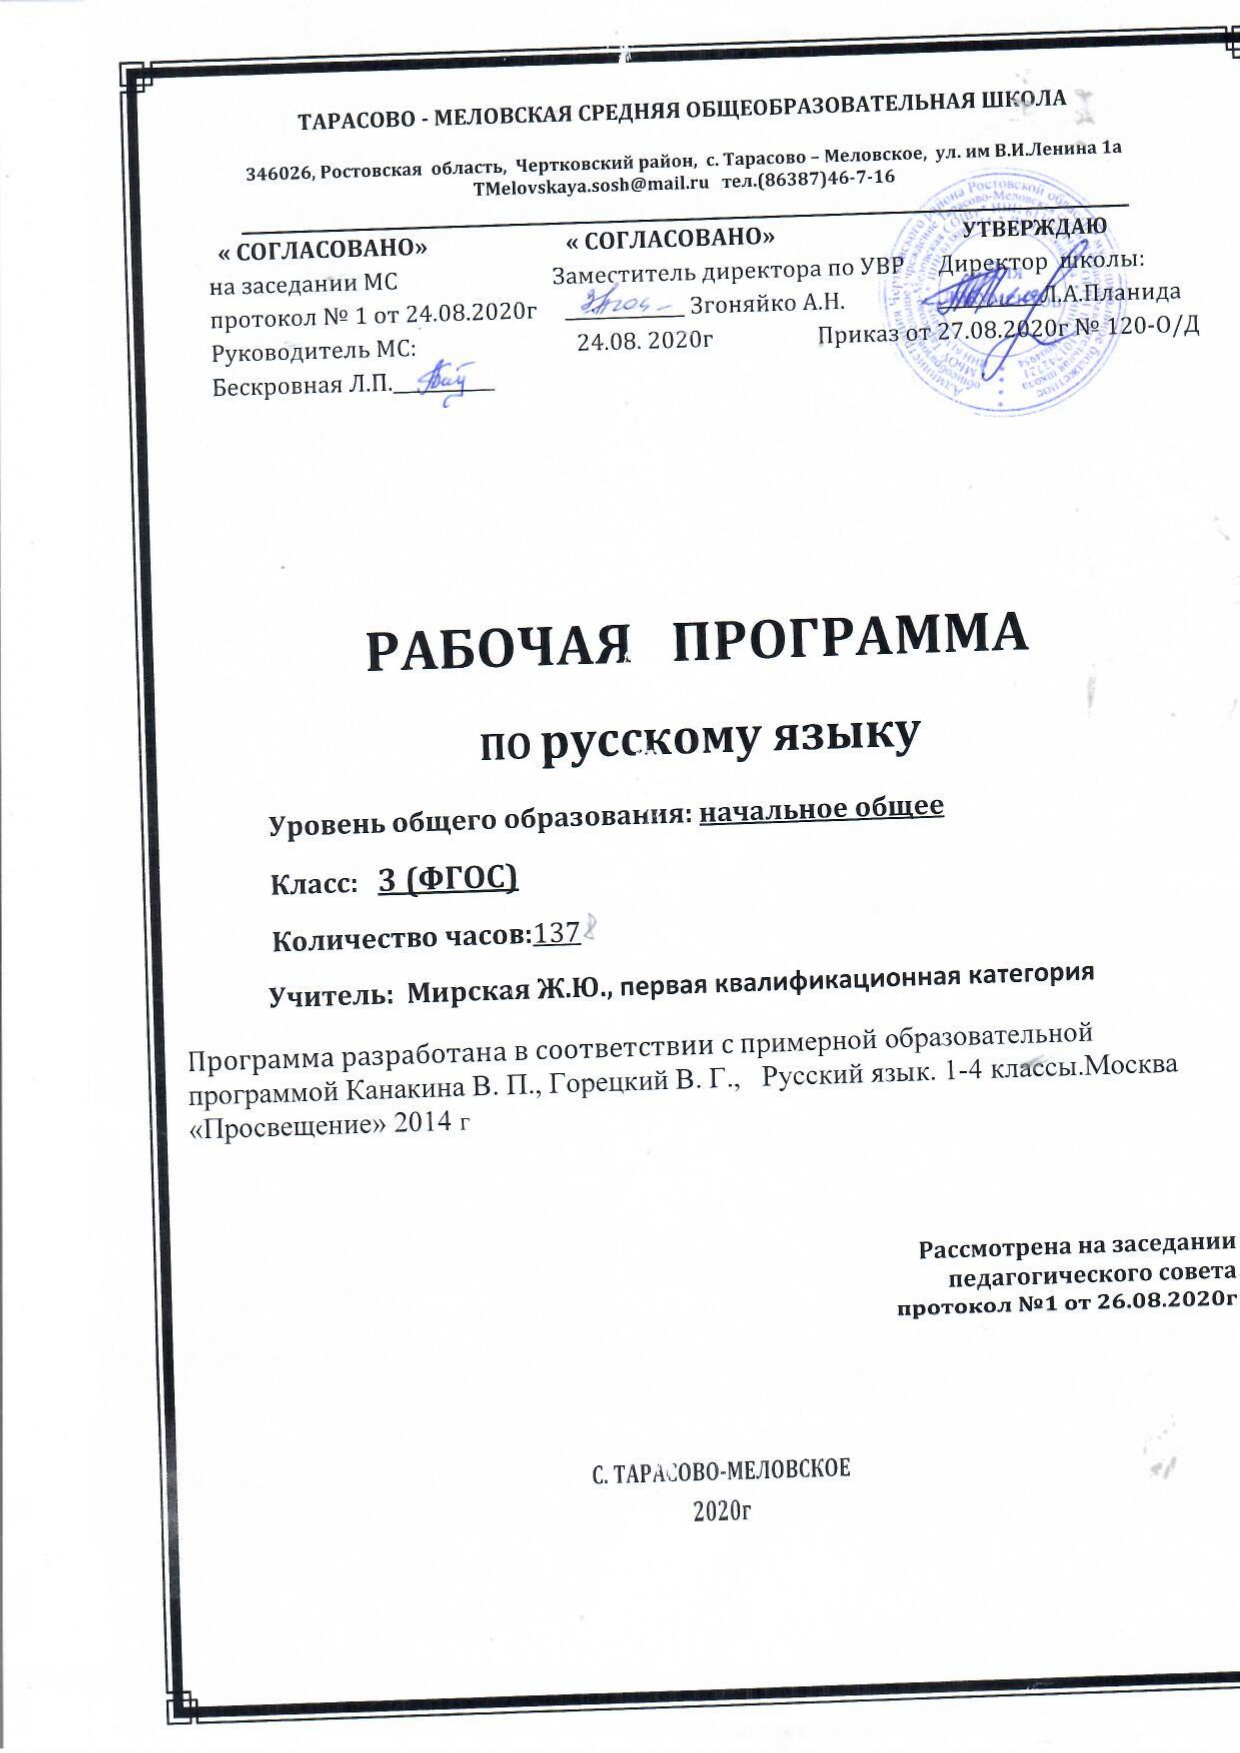 ТАРАСОВО - МЕЛОВСКАЯ СРЕДНЯЯ ОБЩЕОБРАЗОВАТЕЛЬНАЯ ШКОЛА
346026, Ростовская область, Чертковский район, с. Тарасово – Меловское, ул. им В.И.Ленина 1а
TMelovskaya.sosh@mail.ru тел.(86387)46-7-16
« СОГЛАСОВАНО» « СОГЛАСОВАНО» УТВЕРЖДАЮ
на заседании МС Заместитель директора по УВР Директор школы:
протокол № 1 от 24.08.2020г __________ Згоняйко А.Н. __________Л.А.Планида
Руководитель МС: 24.08. 2020г Приказ от 27.08.2020г № 120-О/Д
Бескровная Л.П.________
РАБОЧАЯ ПРОГРАММА
ПО русскому языку
Уровень общего образования: начальное общее
Класс: 3 (ФГОС)
Количество часов:137 8
Учитель: Мирская Ж.Ю., первая квалификационная категория
Программа разработана в соответствии с примерной образовательной
программой Канакина В. П., Горецкий В. Г., Русский язык. 1-4 классы.Москва
«Просвещение» 2014 г
Рассмотрена на заседании
педагогического совета
протокол №1 от 26.08.2020г
С. ТАРАСОВО-МЕЛОВСКОЕ
2020г